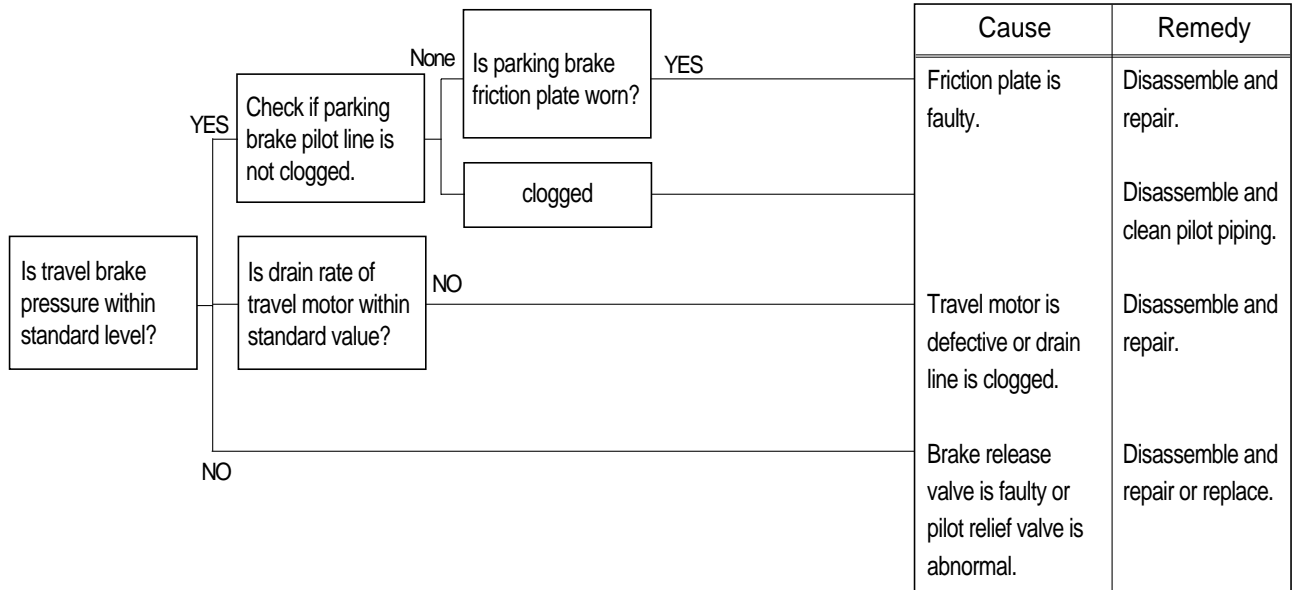 Cause
Remedy
None
Is parking brake
friction plate worn?
YES
Friction plate is
faulty.
Disassemble and
repair.
YES
Check if parking
brake pilot line is
not clogged.
clogged
Disassemble and
clean pilot piping.
Is travel brake
pressure within
standard level?
Is drain rate of
travel motor within
standard value?
NO
Travel motor is
defective or drain
line is clogged.
Disassemble and
repair.
NO
Brake release
valve is faulty or
pilot relief valve is
abnormal.
Disassemble and
repair or replace.